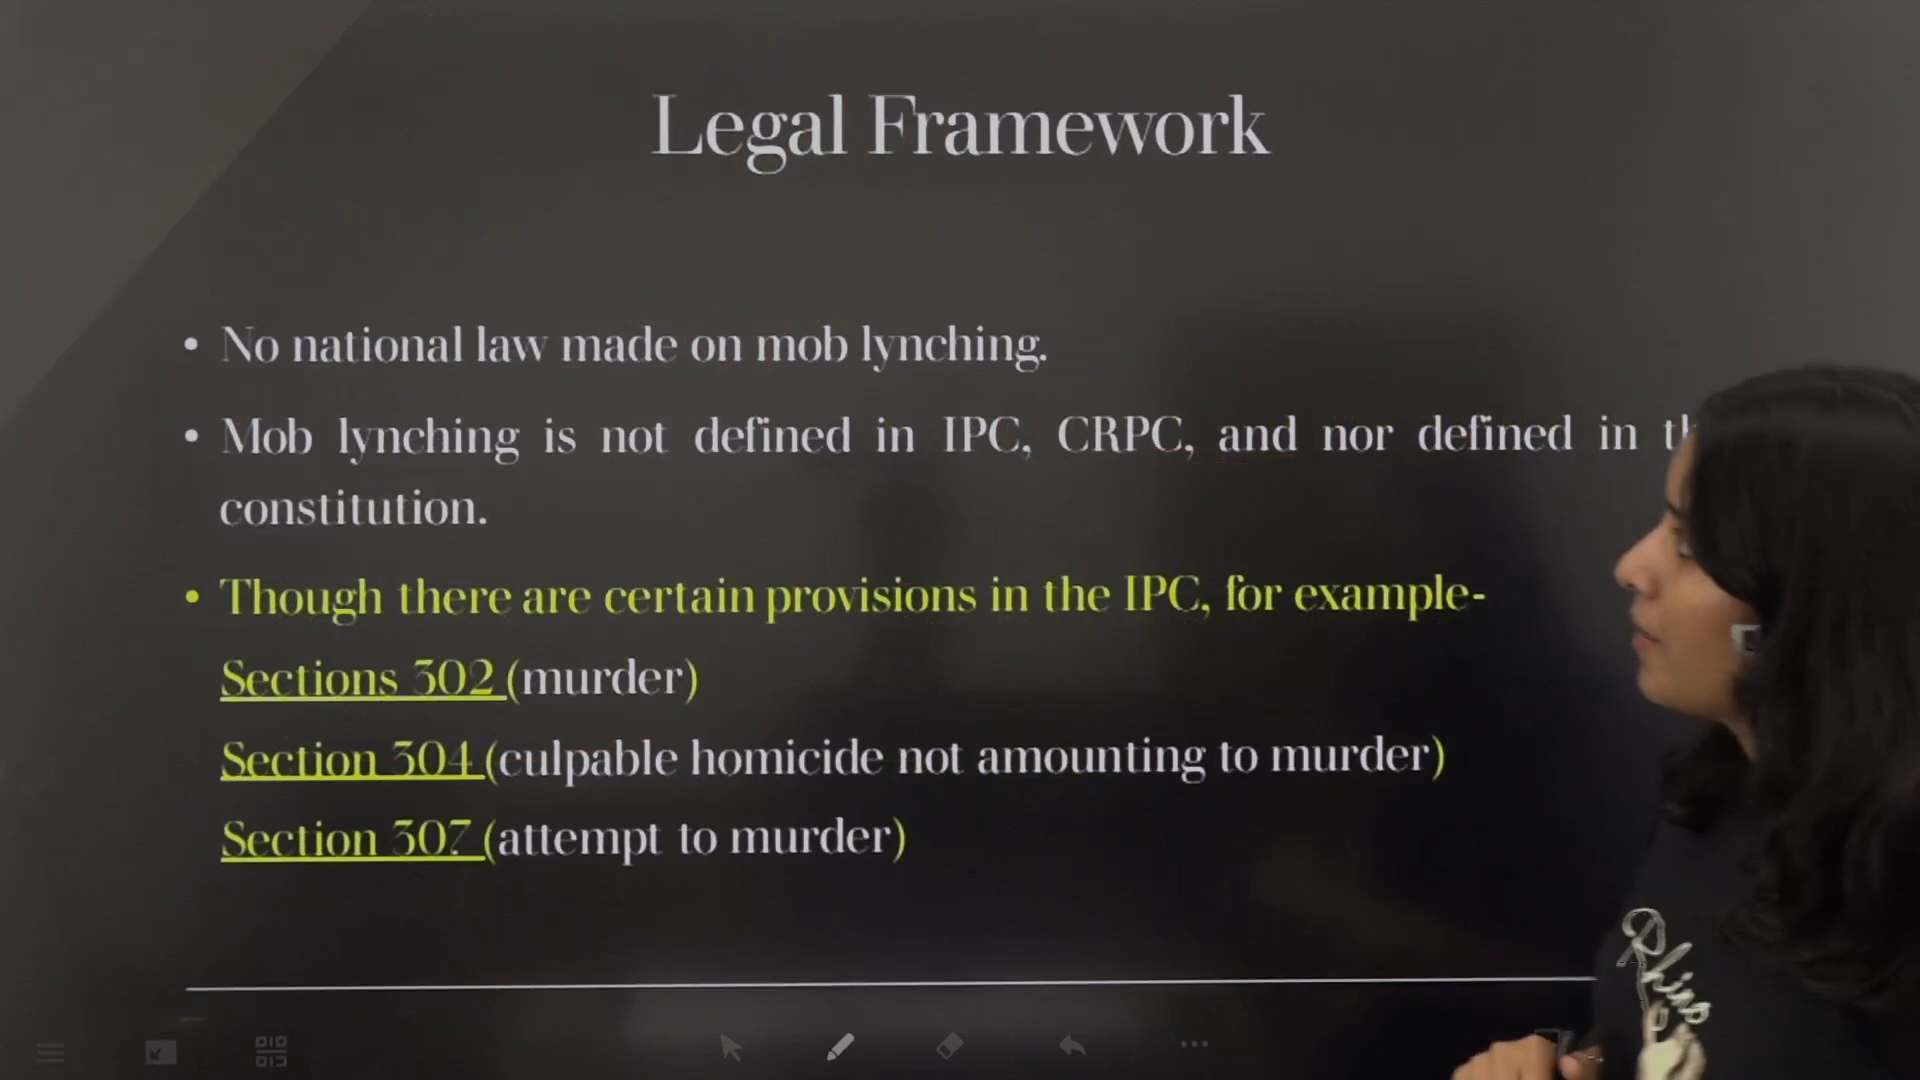 Legal Framework
• No national law made on mob lynching.
• Mob lynching is not defined in IPC, CRPC, and nor defined in
constitution.
• Though there are certain provisions in the IPC, for example-
Sections 302 (murder)
Section 304 (culpable homicide not amounting to murder)
Section 307 (attempt to murder)
Rhino